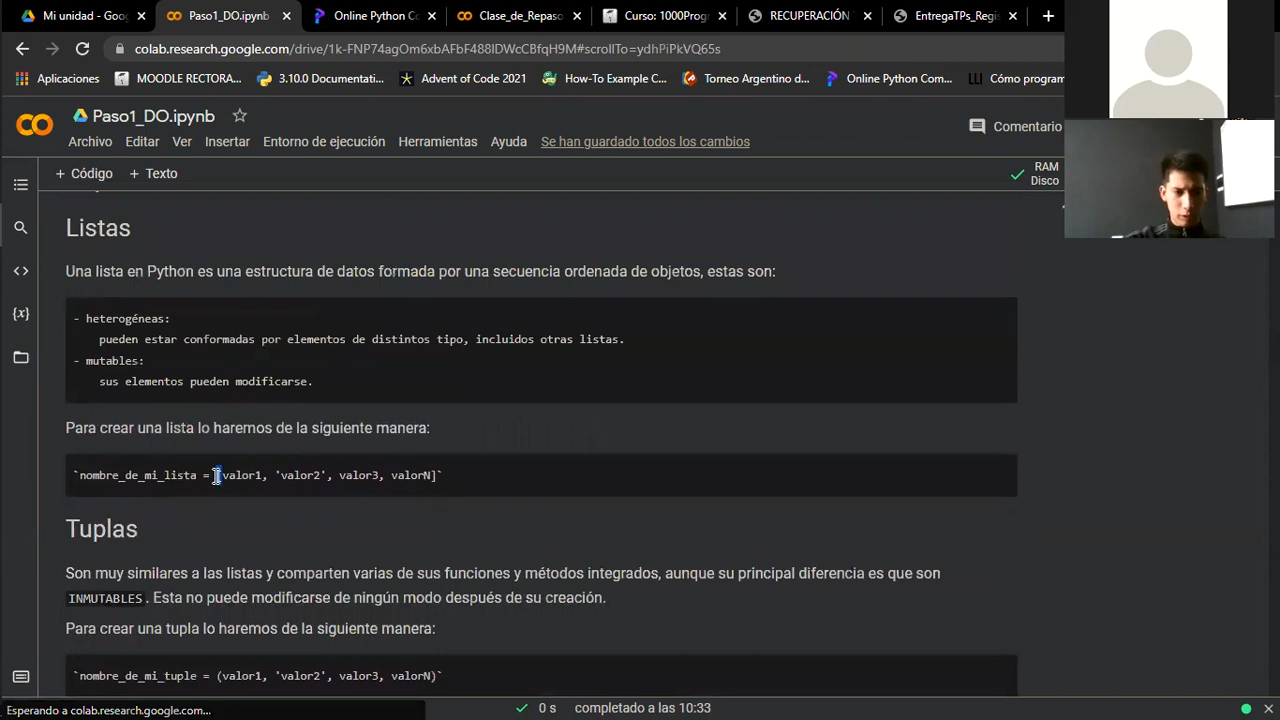 Mi unidad - Goo
Paso1_DO.ipynb
Online Python C
Clase_de_Repaso
Curso: 1000Prog
RECUPERACIÓN
EntregaTPs_Regi
colab.research.google.com/drive/1k-FNP74agOm6xbAFbF488IDWcCBfqH9M#scrollTo=ydhPiPkVQ65s
Aplicaciones
MOODLE RECTORA...
3.10.0 Documentati...
Advent of Code 2021
How-To Example C...
Torneo Argentino d...
Online Python Com...
Cómo program
Paso1_DO.ipynb
Archivo Editar Ver Insertar Entorno de ejecución Herramientas Ayuda Se han guardado todos los cambios
Comentario
+ Código + Texto
RAM
Disco
Listas
Una lista en Python es una estructura de datos formada por una secuencia ordenada de objetos, estas son:
- heterogéneas:
pueden estar conformadas por elementos de distintos tipo, incluidos otras listas.
- mutables:
sus elementos pueden modificarse.
Para crear una lista lo haremos de la siguiente manera:
`nombre_de_mi_lista = [valor1, 'valor2', valor3, valorN]`
Tuplas
Son muy similares a las listas y comparten varias de sus funciones y métodos integrados, aunque su principal diferencia es que son
INMUTABLES. Esta no puede modificarse de ningún modo después de su creación.
Para crear una tupla lo haremos de la siguiente manera:
`nombre_de_mi_tuple = (valor1, 'valor2', valor3, valorN)`
Esperando a colab.research.google.com...
0 s completado a las 10:33